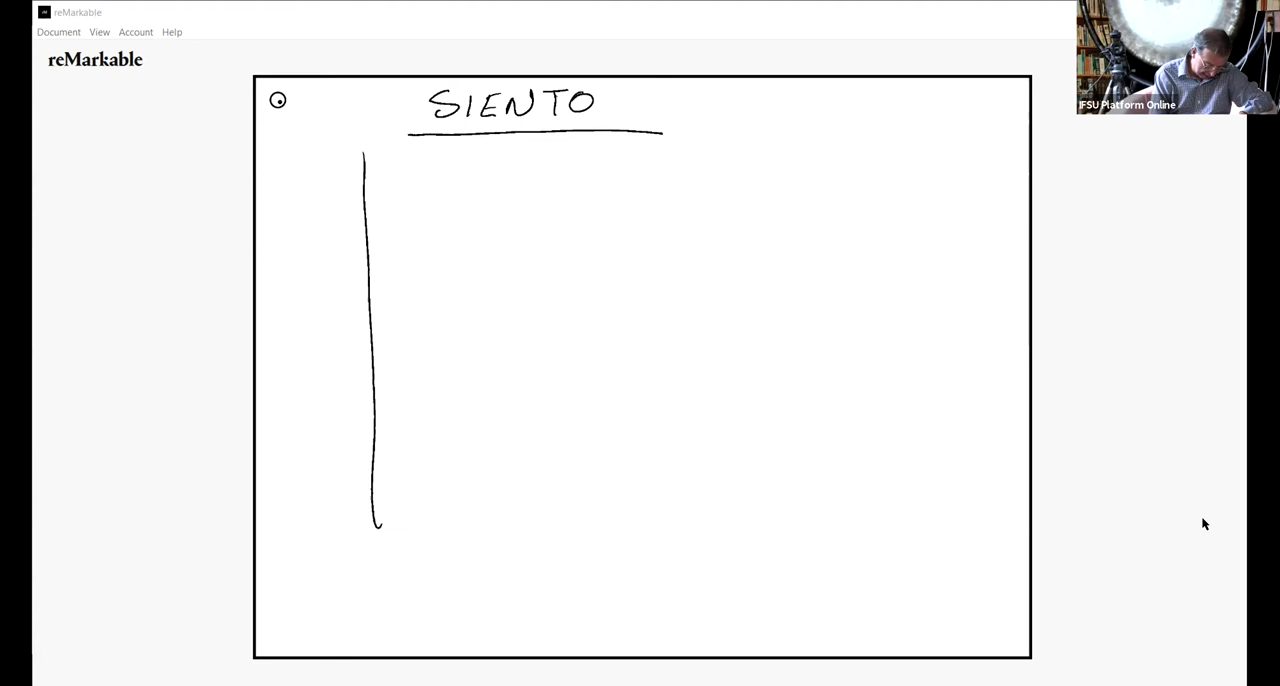 reMarkable
Document View Account Help
reMarkable
SIENTO
IFSU Platform Online